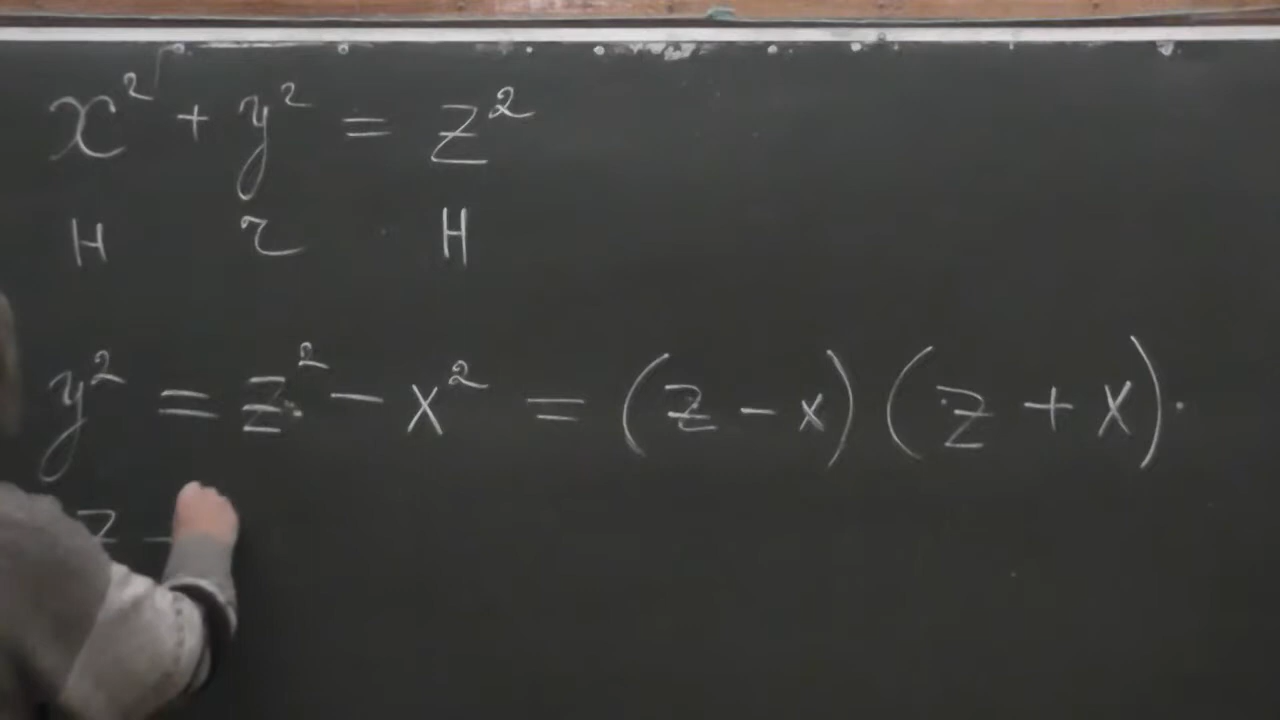 x² + y² = z²
Н г Н
y² = z² - x² = (z - x)(z + x).
z -